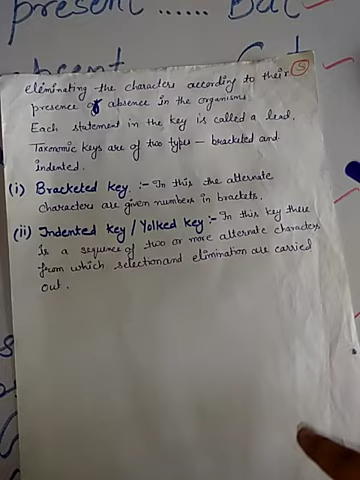 present ...... But
5
eliminating the characters according to their
presence & absence in the organisms
Each statement in the key is called a lead.
Taxonomic keys are of two types – bracketed and
indented.
(i) Bracketed key :- In this the alternate
characters are given numbers in brackets.
(ii) Indented key / Yolked key :- In this key there
is a sequence of two or more alternate characters
from which selection and elimination are carried
out.